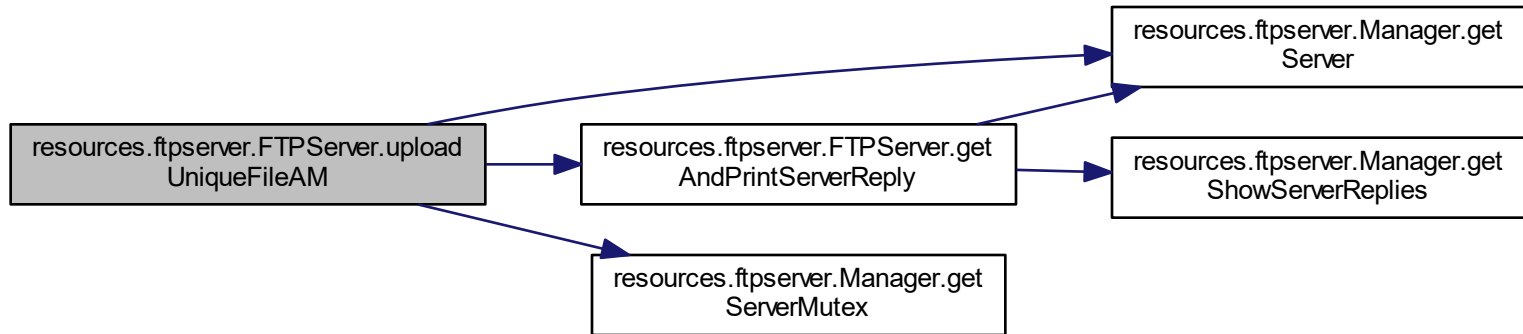 resources.ftpserver.FTPServer.upload
UniqueFileAM
resources.ftpserver.FTPServer.get
AndPrintServerReply
resources.ftpserver.Manager.get
Server
resources.ftpserver.Manager.get
ShowServerReplies
resources.ftpserver.Manager.get
ServerMutex